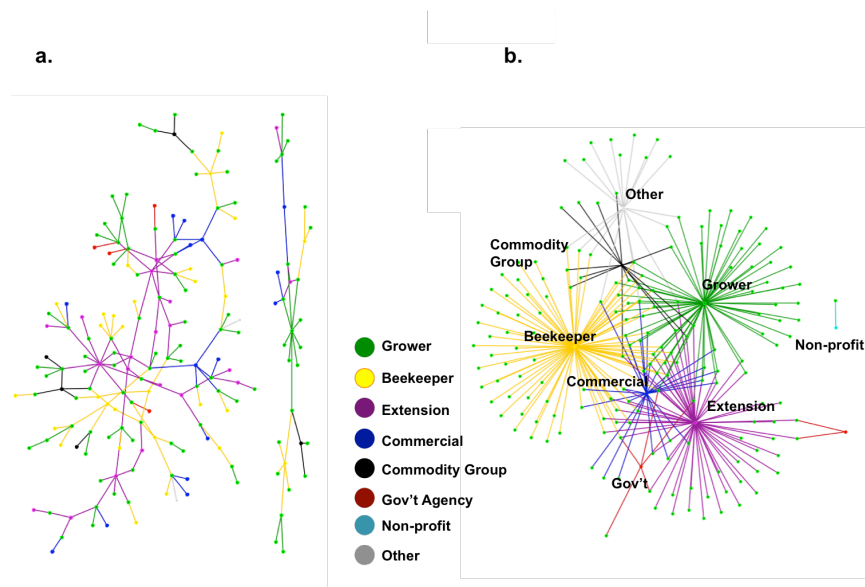 a.
b.
Other
Commodity
Group
Grower
Non-profit
Beekeeper
Commercial
Extension
Gov't
Grower
Beekeeper
Extension
Commercial
Commodity Group
Gov't Agency
Non-profit
Other